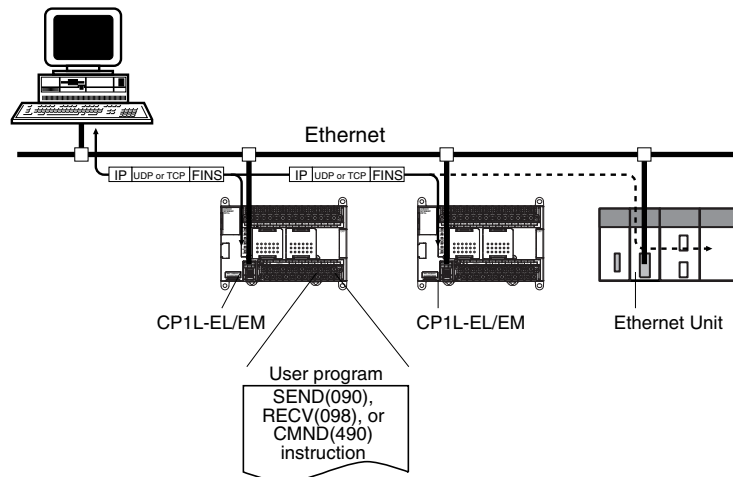 Ethernet
IP UDP or TCP FINS
IP UDP or TCP FINS
CP1L-EL/EM
CP1L-EL/EM
Ethernet Unit
User program
SEND(090),
RECV(098), or
CMND(490)
instruction